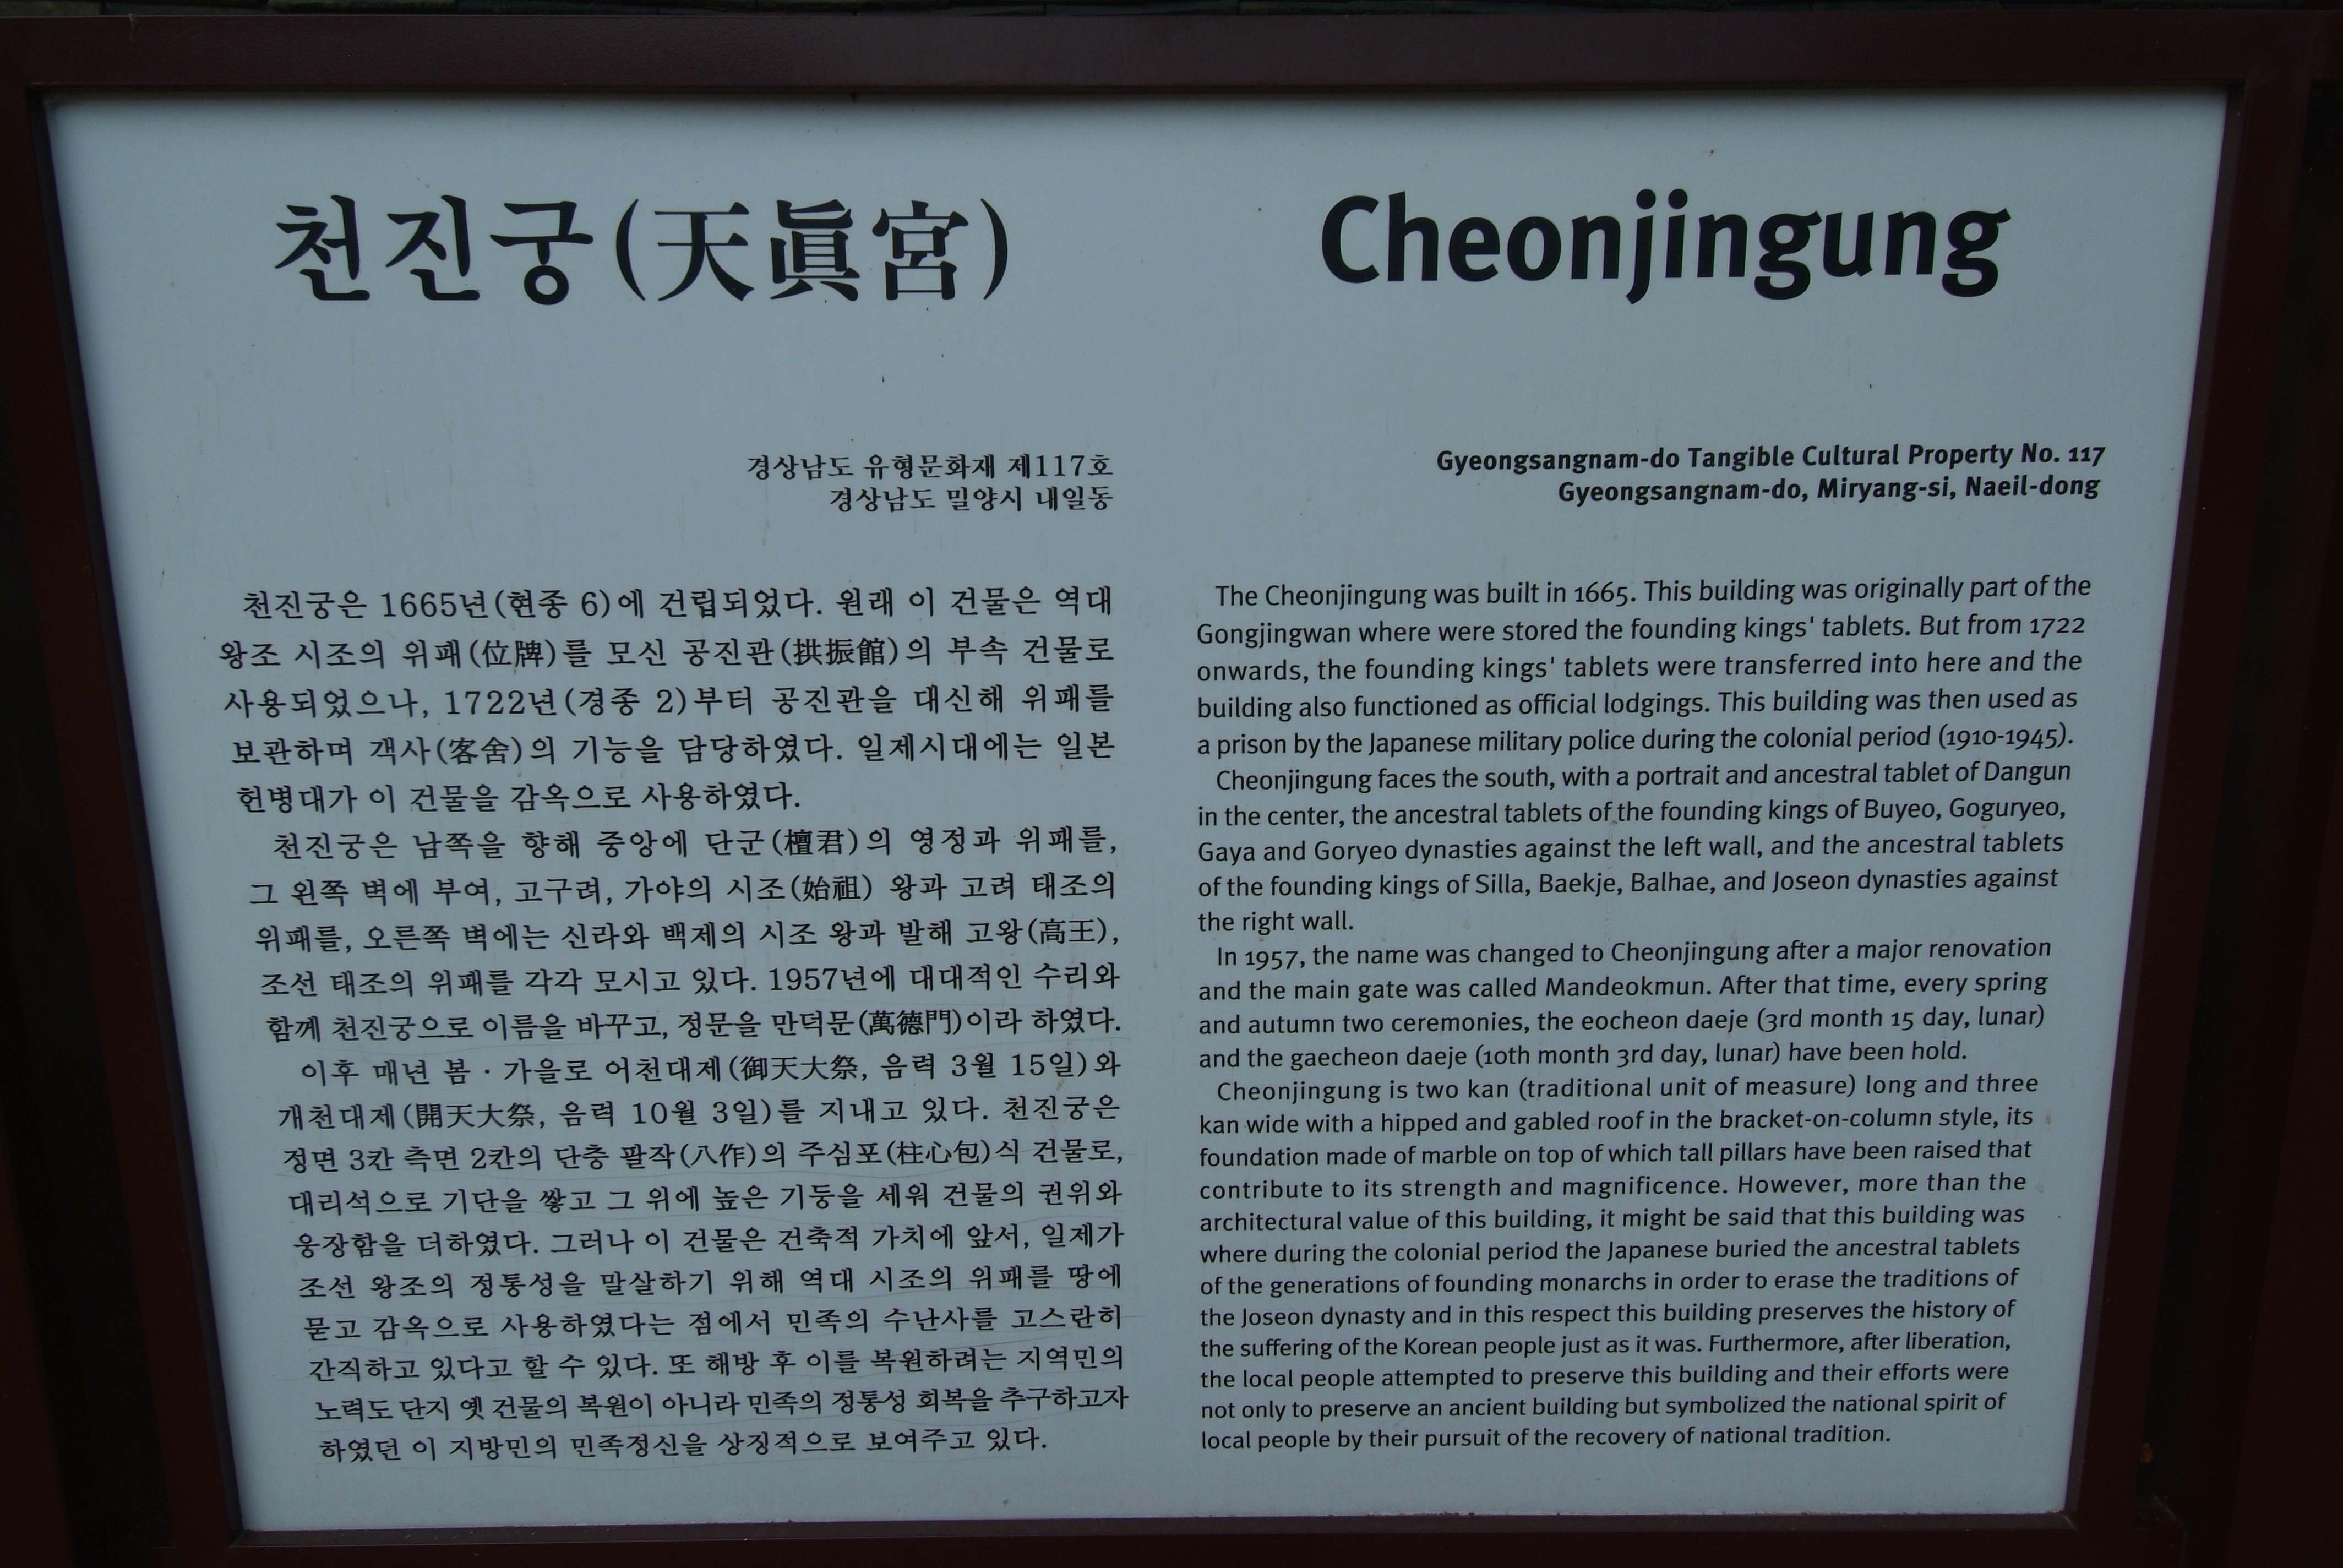 천진궁(天眞宮)
경상남도 유형문화재 제117호
경상남도 밀양시 내일동
천진궁은 1665년(현종 6)에 건립되었다. 원래 이 건물은 역대
왕조 시조의 위패(位牌)를 모신 공진관(拱振館)의 부속 건물로
사용되었으나, 1722년(경종 2)부터 공진관을 대신해 위패를
보관하며 객사(客舍)의 기능을 담당하였다. 일제시대에는 일본
헌병대가 이 건물을 감옥으로 사용하였다.
천진궁은 남쪽을 향해 중앙에 단군(檀君)의 영정과 위패를,
그 왼쪽 벽에 부여, 고구려, 가야의 시조(始祖) 왕과 고려 태조의
위패를, 오른쪽 벽에는 신라와 백제의 시조 왕과 발해 고왕(高王),
조선 태조의 위패를 각각 모시고 있다. 1957년에 대대적인 수리와
함께 천진궁으로 이름을 바꾸고, 정문을 만덕문(萬德門)이라 하였다.
이후 매년 봄·가을로 어천대제(御天大祭, 음력 3월 15일)와
개천대제(開天大祭, 음력 10월 3일)를 지내고 있다. 천진궁은
정면 3칸 측면 2칸의 단층 팔작(八作)의 주심포(柱心包)식 건물로,
대리석으로 기단을 쌓고 그 위에 높은 기둥을 세워 건물의 권위와
웅장함을 더하였다. 그러나 이 건물은 건축적 가치에 앞서, 일제가
조선 왕조의 정통성을 말살하기 위해 역대 시조의 위패를 땅에
묻고 감옥으로 사용하였다는 점에서 민족의 수난사를 고스란히
간직하고 있다고 할 수 있다. 또 해방 후 이를 복원하려는 지역민의
노력도 단지 옛 건물의 복원이 아니라 민족의 정통성 회복을 추구하고자
하였던 이 지방민의 민족정신을 상징적으로 보여주고 있다.
Cheonjingung
Gyeongsangnam-do Tangible Cultural Property No. 117
Gyeongsangnam-do, Miryang-si, Naeil-dong
The Cheonjingung was built in 1665. This building was originally part of the
Gongjingwan where were stored the founding kings' tablets. But from 1722
onwards, the founding kings' tablets were transferred into here and the
building also functioned as official lodgings. This building was then used as
a prison by the Japanese military police during the colonial period (1910-1945).
Cheonjingung faces the south, with a portrait and ancestral tablet of Dangun
in the center, the ancestral tablets of the founding kings of Buyeo, Goguryeo,
Gaya and Goryeo dynasties against the left wall, and the ancestral tablets
of the founding kings of Silla, Baekje, Balhae, and Joseon dynasties against
the right wall.
In 1957, the name was changed to Cheonjingung after a major renovation
and the main gate was called Mandeokmun. After that time, every spring
and autumn two ceremonies, the eocheon daeje (3rd month 15 day, lunar)
and the gaecheon daeje (10th month 3rd day, lunar) have been hold.
Cheonjingung is two kan (traditional unit of measure) long and three
kan wide with a hipped and gabled roof in the bracket-on-column style, its
foundation made of marble on top of which tall pillars have been raised that
contribute to its strength and magnificence. However, more than the
architectural value of this building, it might be said that this building was
where during the colonial period the Japanese buried the ancestral tablets
of the generations of founding monarchs in order to erase the traditions of
the Joseon dynasty and in this respect this building preserves the history of
the suffering of the Korean people just as it was. Furthermore, after liberation,
the local people attempted to preserve this building and their efforts were
not only to preserve an ancient building but symbolized the national spirit of
local people by their pursuit of the recovery of national tradition.